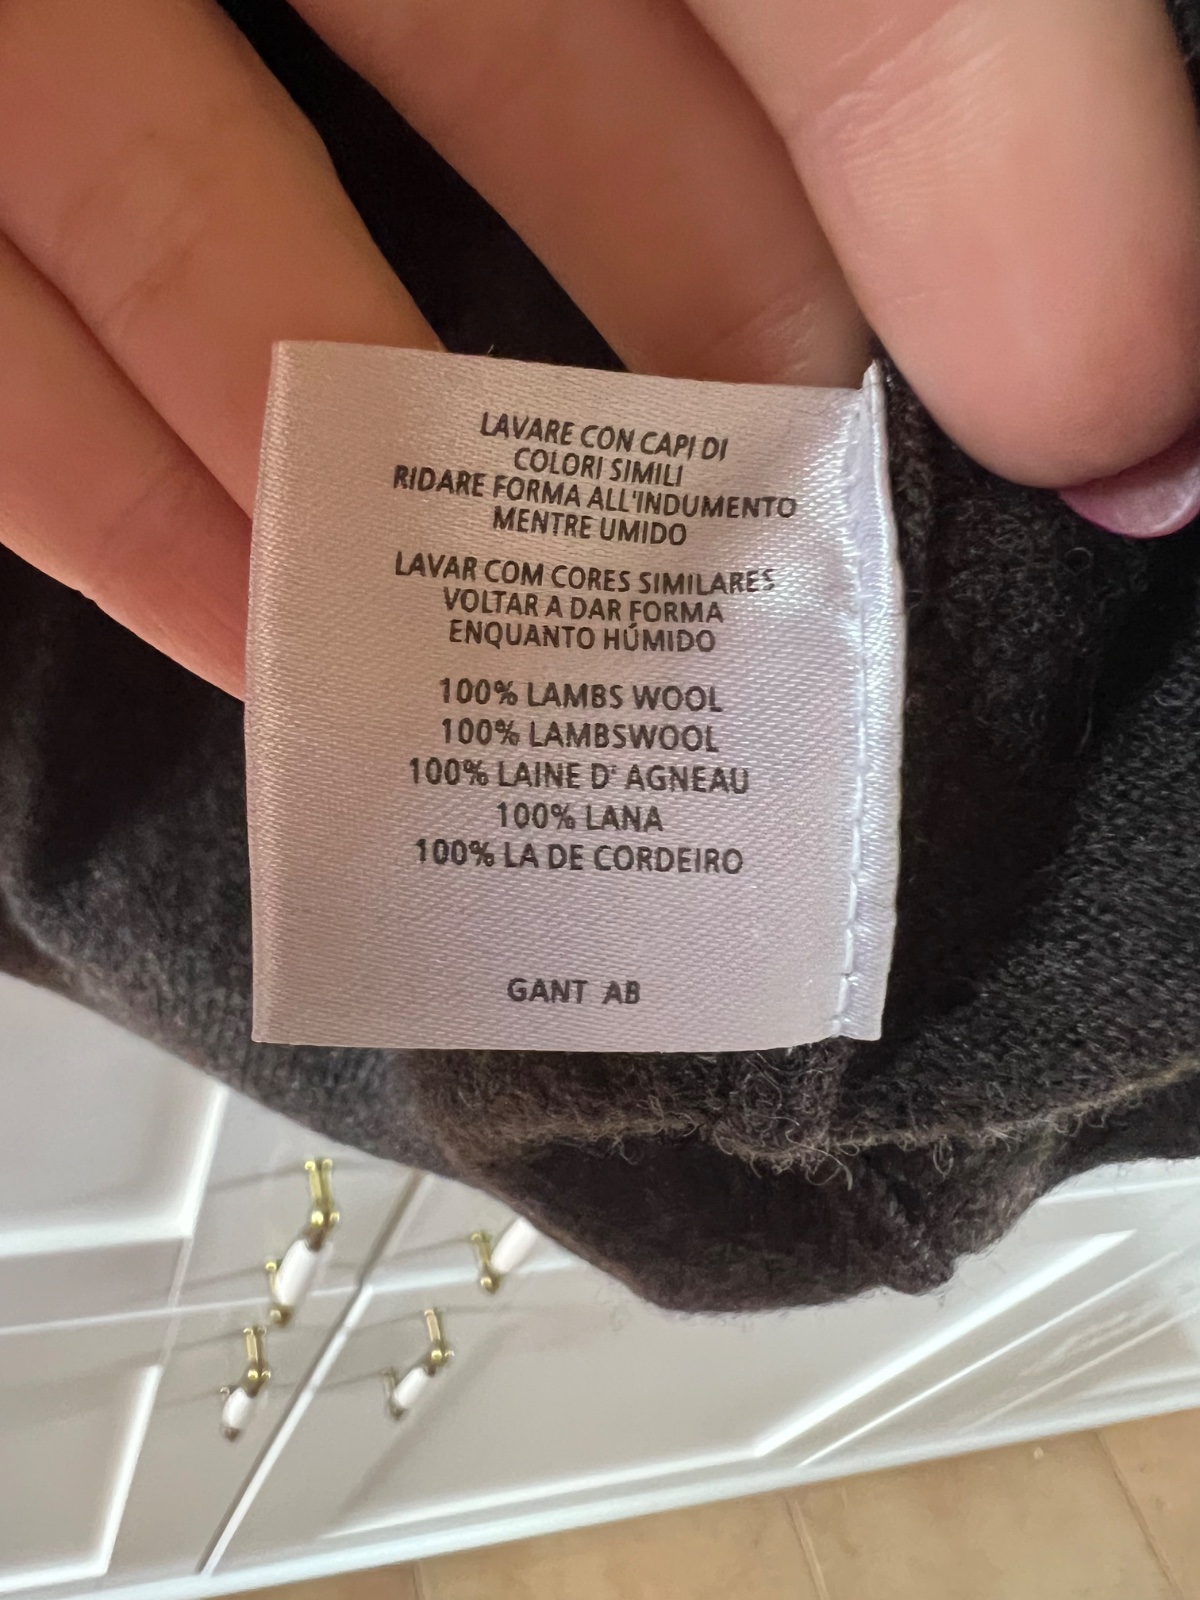 LAVARE CON CAPI DI
COLORI SIMILI
RIDARE FORMA ALL'INDUMENTO
MENTRE UMIDO
LAVAR COM CORES SIMILARES
VOLTAR A DAR FORMA
ENQUANTO HÚMIDO
100% LAMBS WOOL
100% LAMBSWOOL
100% LAINE D' AGNEAU
100% LANA
100% LA DE CORDEIRO
GANT AB